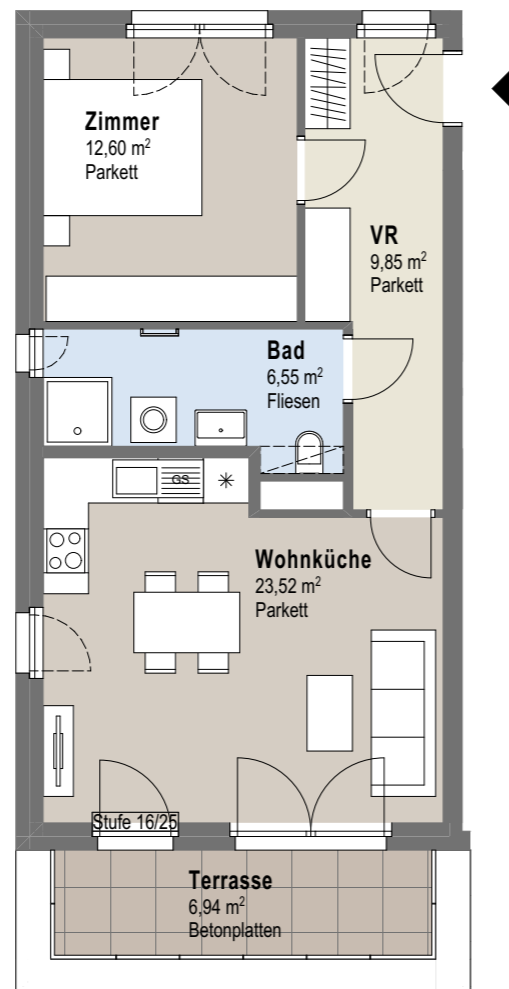 Zimmer
12,60 m²
Parkett
VR
9,85 m²
Parkett
Bad
6,55 m²
Fliesen
GS
Wohnküche
23,52 m²
Parkett
Stufe 16/25
Terrasse
6,94 m²
Betonplatten